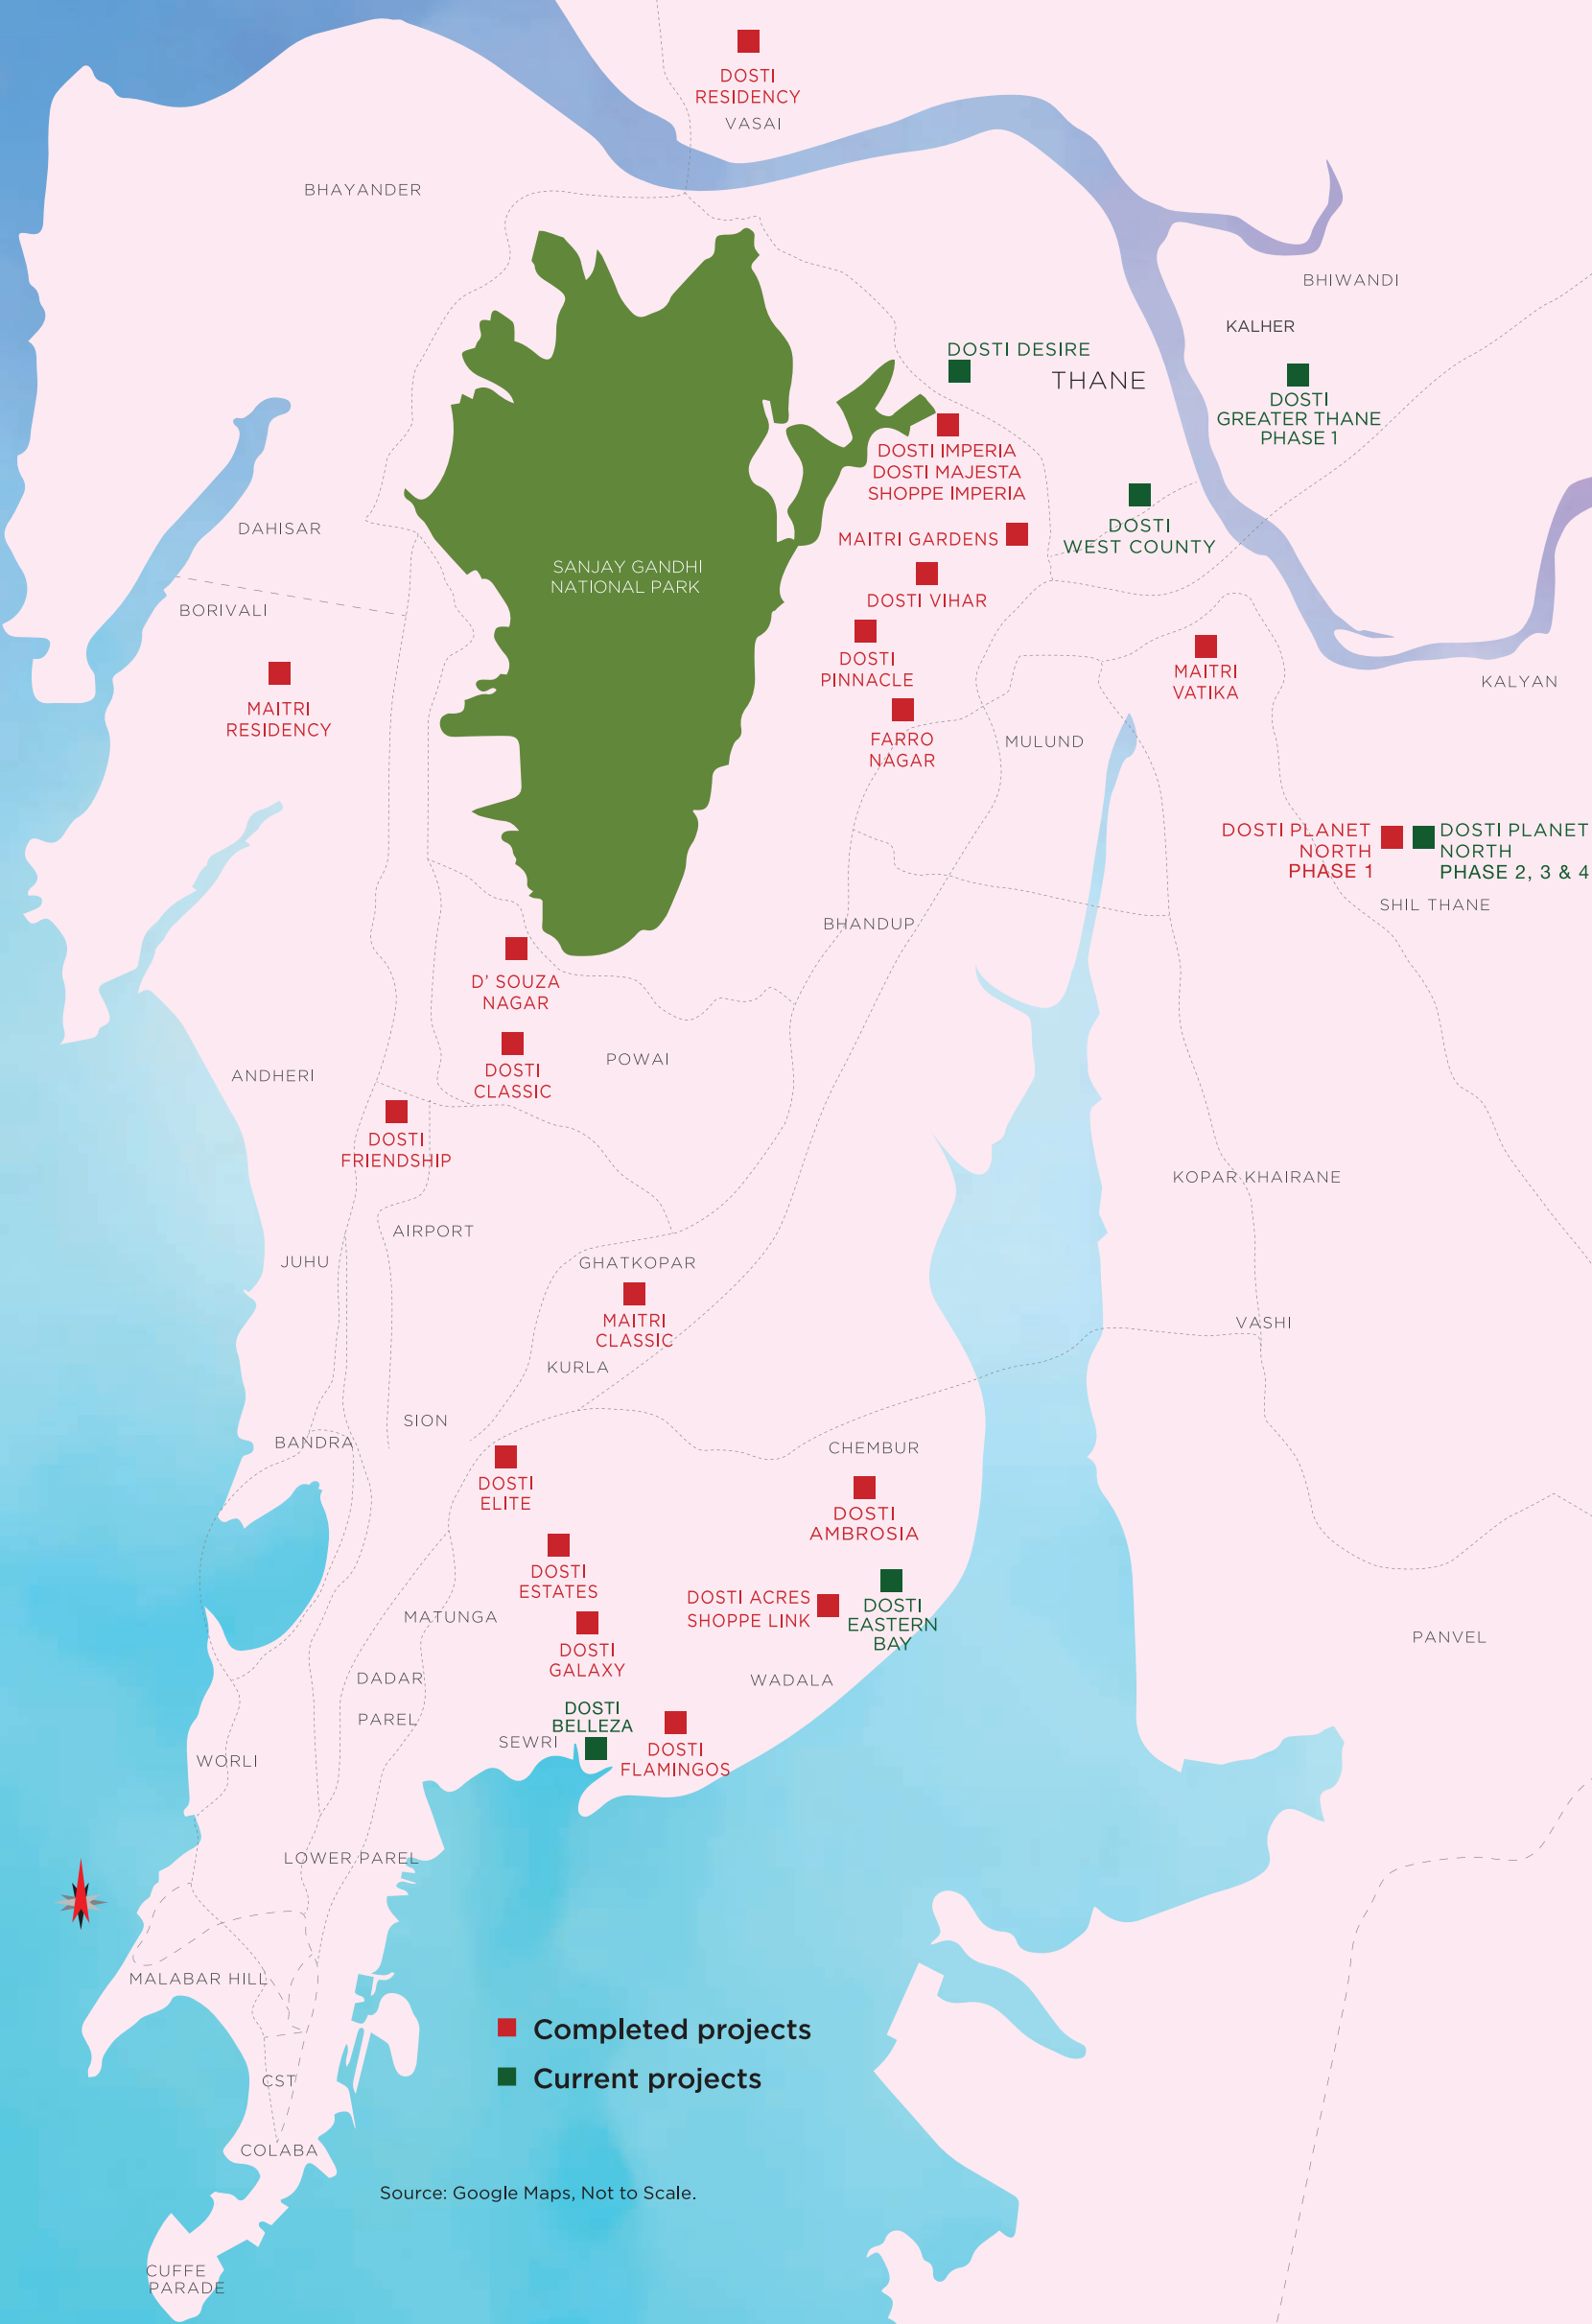 DOSTI
RESIDENCY
VASAI
BHAYANDER
BHIWANDI
KALHER
DOSTI DESIRE
THANE
DOSTI
GREATER THANE
PHASE 1
DOSTI IMPERIA
DOSTI MAJESTA
SHOPPE IMPERIA
DAHISAR
MAITRI GARDENS
DOSTI
WEST COUNTY
SANJAY GANDHI
NATIONAL PARK
DOSTI VIHAR
BORIVALI
DOSTI
PINNACLE
MAITRI
VATIKA
KALYAN
MAITRI
RESIDENCY
FARRO
NAGAR
MULUND
DOSTI PLANET
NORTH
PHASE 1
DOSTI PLANET
NORTH
PHASE 2, 3 & 4
SHIL THANE
BHANDUP
D' SOUZA
NAGAR
POWAI
DOSTI
CLASSIC
ANDHERI
DOSTI
FRIENDSHIP
KOPAR KHAIRANE
AIRPORT
JUHU
GHATKOPAR
MAITRI
CLASSIC
VASHI
KURLA
SION
BANDRA
CHEMBUR
DOSTI
ELITE
DOSTI
AMBROSIA
DOSTI
ESTATES
DOSTI ACRES
SHOPPE LINK
DOSTI
EASTERN
BAY
MATUNGA
PANVEL
DOSTI
GALAXY
DADAR
WADALA
PAREL
DOSTI
BELLEZA
SEWRI
DOSTI
FLAMINGOS
WORLI
LOWER PAREL
MALABAR HILL
Completed projects
Current projects
CST
COLABA
Source: Google Maps, Not to Scale.
CUFFE
PARADE